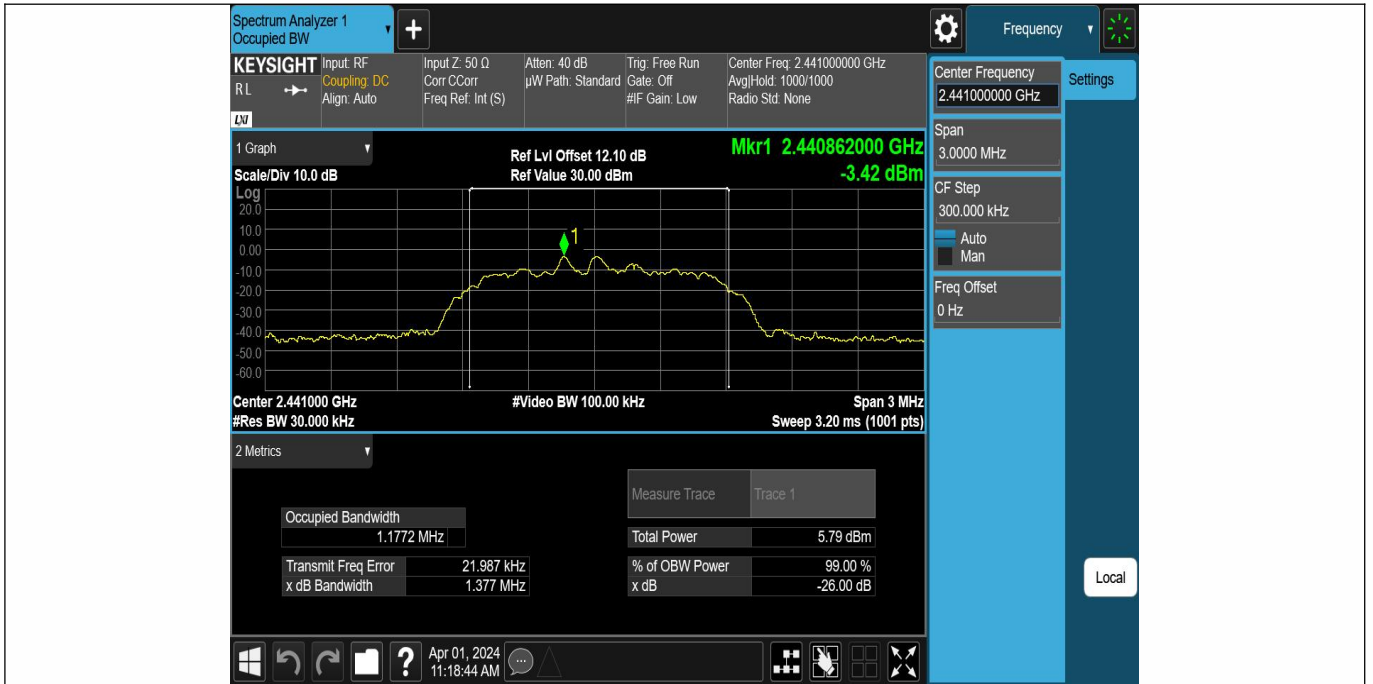 Spectrum Analyzer 1
Occupied BW
+
Frequency
KEYSIGHT
RL
LXI
Input: RF
Coupling: DC
Align: Auto
Input Z: 50 Ω
Corr CCorr
Freq Ref: Int (S)
Atten: 40 dB
µW Path: Standard
Trig: Free Run
Gate: Off
#IF Gain: Low
Center Freq: 2.441000000 GHz
Avg|Hold: 1000/1000
Radio Std: None
Center Frequency
2.441000000 GHz
Settings
Span
3.0000 MHz
CF Step
300.000 kHz
Auto
Man
Freq Offset
0 Hz
Local
1 Graph
Scale/Div 10.0 dB
Ref Lvl Offset 12.10 dB
Ref Value 30.00 dBm
Mkr1 2.440862000 GHz
-3.42 dBm
Log
20.0
10.0
0.00
-10.0
-20.0
-30.0
-40.0
-50.0
-60.0
1
Center 2.44100 GHz
#Res BW 30.000 kHz
#Video BW 100.00 kHz
Span 3 MHz
Sweep 3.20 ms (1001 pts)
2 Metrics
Measure Trace Trace 1
Occupied Bandwidth
1.1772 MHz
Total Power 5.79 dBm
Transmit Freq Error 21.987 kHz
% of OBW Power 99.00 %
x dB Bandwidth 1.377 MHz
x dB -26.00 dB
?
Apr 01, 2024
11:18:44 AM